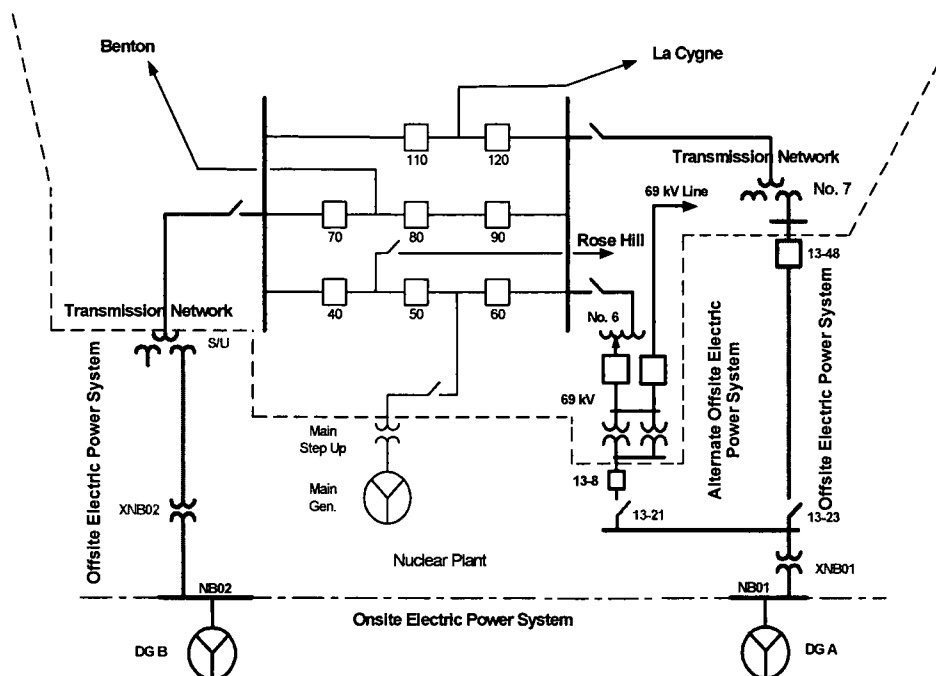 Benton
La Cygne
110
120
Transmission Network
No. 7
69 kV Line
70
80
90
Rose Hill
13-48
40
50
60
Transmission Network
S/U
No. 6
69 kV
Alternate Offsite Electric
Power System
Offsite Electric Power System
Offsite Electric Power System
Main
Step Up
Main
Gen.
13-8
13-21
13-23
XNB02
Nuclear Plant
XNB01
NB02
NB01
Onsite Electric Power System
DG B
DG A